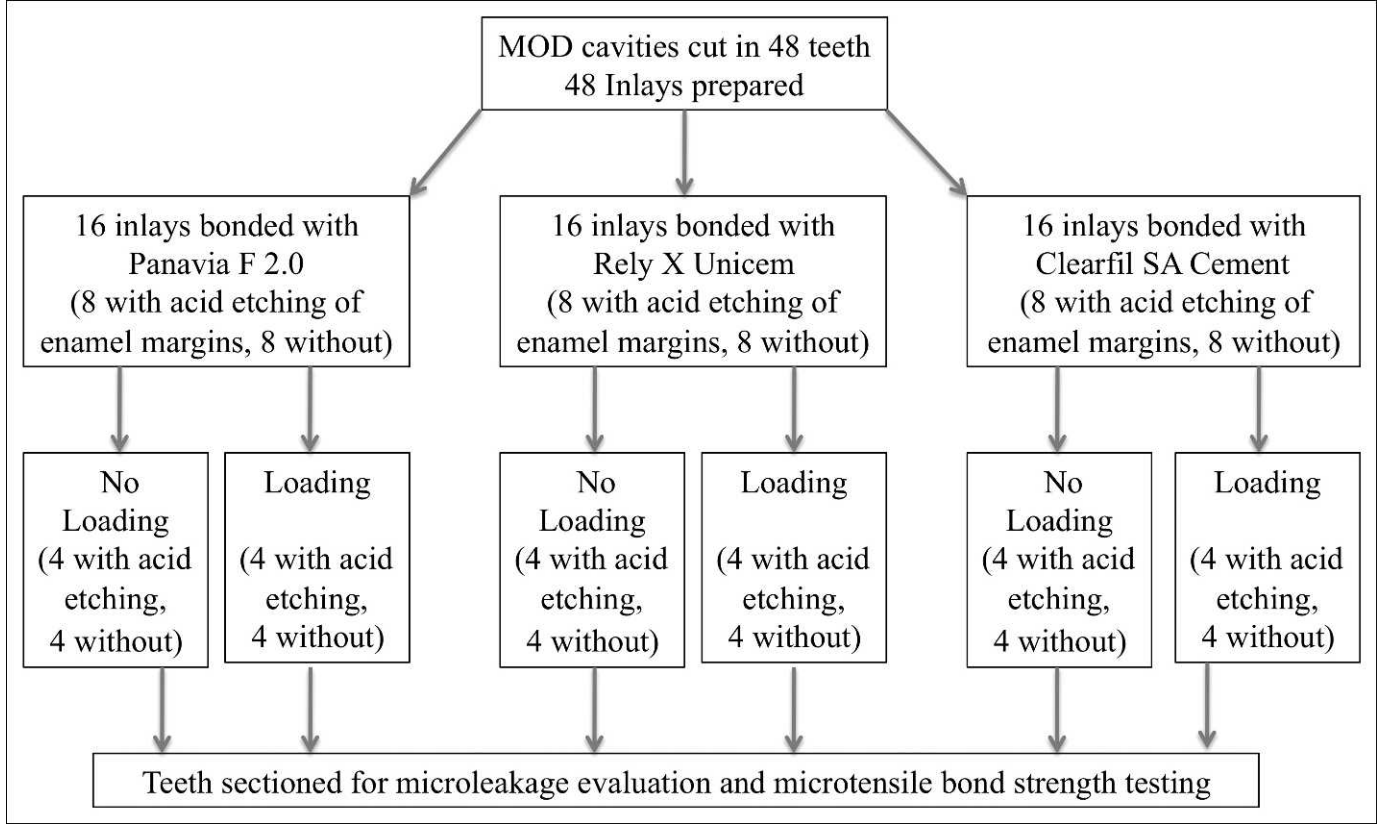 MOD cavities cut in 48 teeth
48 Inlays prepared
16 inlays bonded with
Panavia F 2.0
(8 with acid etching of
enamel margins, 8 without)
16 inlays bonded with
Rely X Unicem
(8 with acid etching of
enamel margins, 8 without)
16 inlays bonded with
Clearfil SA Cement
(8 with acid etching of
enamel margins, 8 without)
No
Loading
(4 with acid
etching,
4 without)
Loading
(4 with acid
etching,
4 without)
No
Loading
(4 with acid
etching,
4 without)
Loading
(4 with acid
etching,
4 without)
No
Loading
(4 with acid
etching,
4 without)
Loading
(4 with acid
etching,
4 without)
Teeth sectioned for microleakage evaluation and microtensile bond strength testing